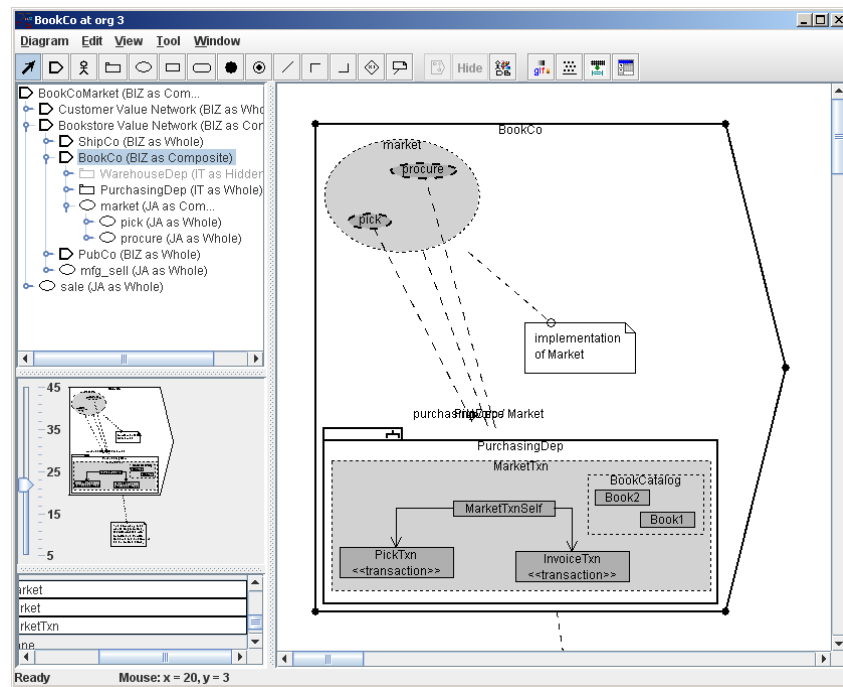 BookCo at org 3
Diagram Edit View Tool Window
Hide
gifs
BookCoMarket (BIZ as Com...
Customer Value Network (BIZ as Who
Bookstore Value Network (BIZ as Cor
ShipCo (BIZ as Whole)
BookCo (BIZ as Composite)
WarehouseDep (IT as Hidden
PurchasingDep (IT as Whole)
market (JA as Com...
pick (JA as Whole)
procure (JA as Whole)
PubCo (BIZ as Whole)
mfg_sell (JA as Whole)
sale (JA as Whole)
45
35
25
15
5
arket
rket
rketTxn
Ready Mouse: x = 20, y = 3
BookCo
market
procure
pick
implementation
of Market
/ Market
PurchasingDep
MarketTxn
BookCatalog
Book2
MarketTxnSelf
Book1
PickTxn
<<transaction>>
InvoiceTxn
<<transaction>>